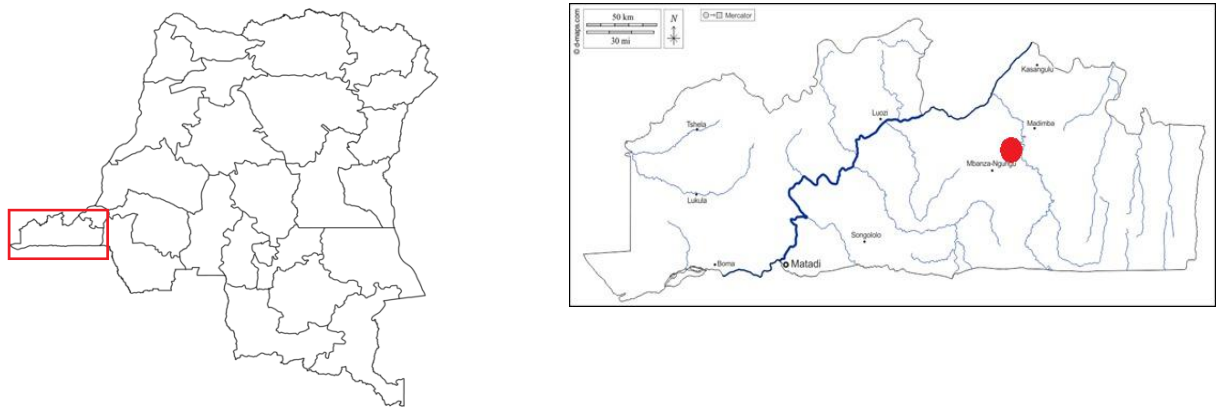 50 km
30 mi
N
Mercator
© d-maps.com
Kasangulu
Luozi
Tshela
Madimba
Mbanza-Ngungu
Lukula
Songololo
Boma
Matadi